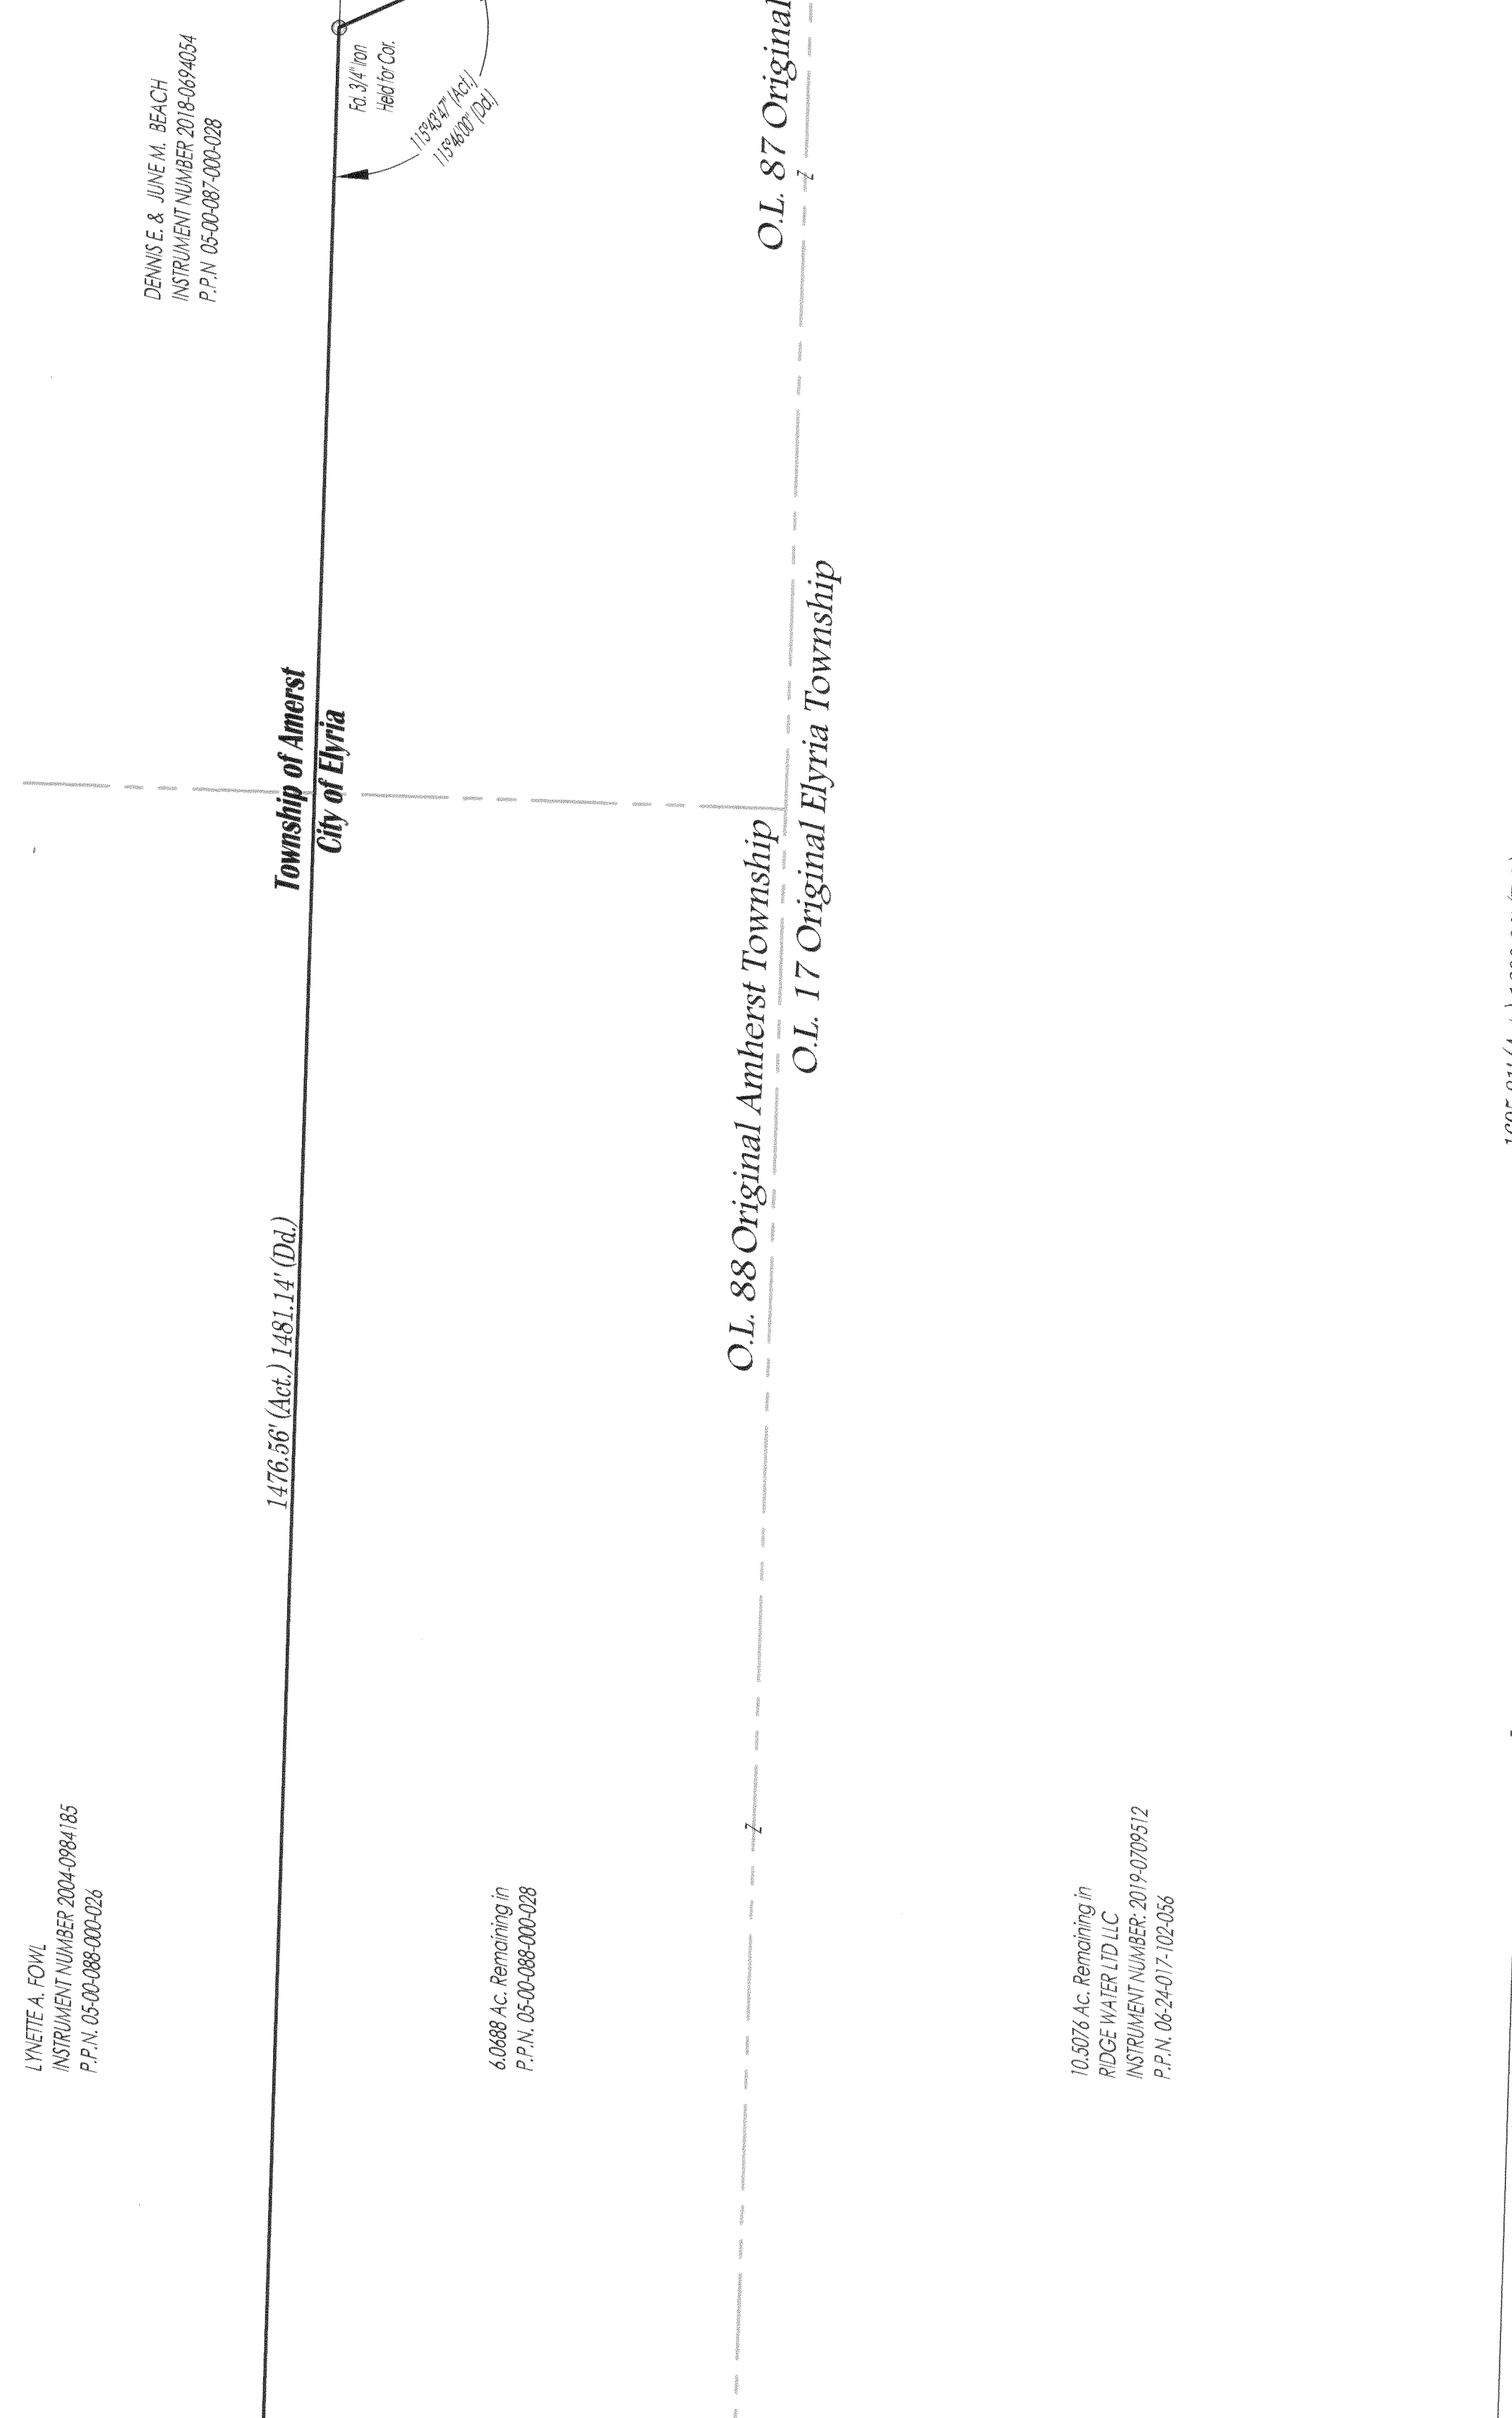 DENNIS E. & JUNE M. BEACH
INSTRUMENT NUMBER 2018-0694054
P.P.N 05-00-087-000-028
Fd. 3/4" Iron
Held for Cor.
115°43'47" (Act.)
115°46'00" (Dd.)
O.L. 87 Original
Z
Township of Amerst
City of Elyria
O.L. 88 Original Amherst Township
O.L. 17 Original Elyria Township
1476.56' (Act.) 1481.14' (Dd.)
LYNETTE A. FOWL
INSTRUMENT NUMBER 2004-0984185
P.P.N. 05-00-088-000-026
6.0688 Ac. Remaining in
P.P.N. 05-00-088-000-028
Z
10.5076 Ac. Remaining in
RIDGE WATER LTD LLC
INSTRUMENT NUMBER: 2019-0709512
P.P.N. 06-24-017-102-056